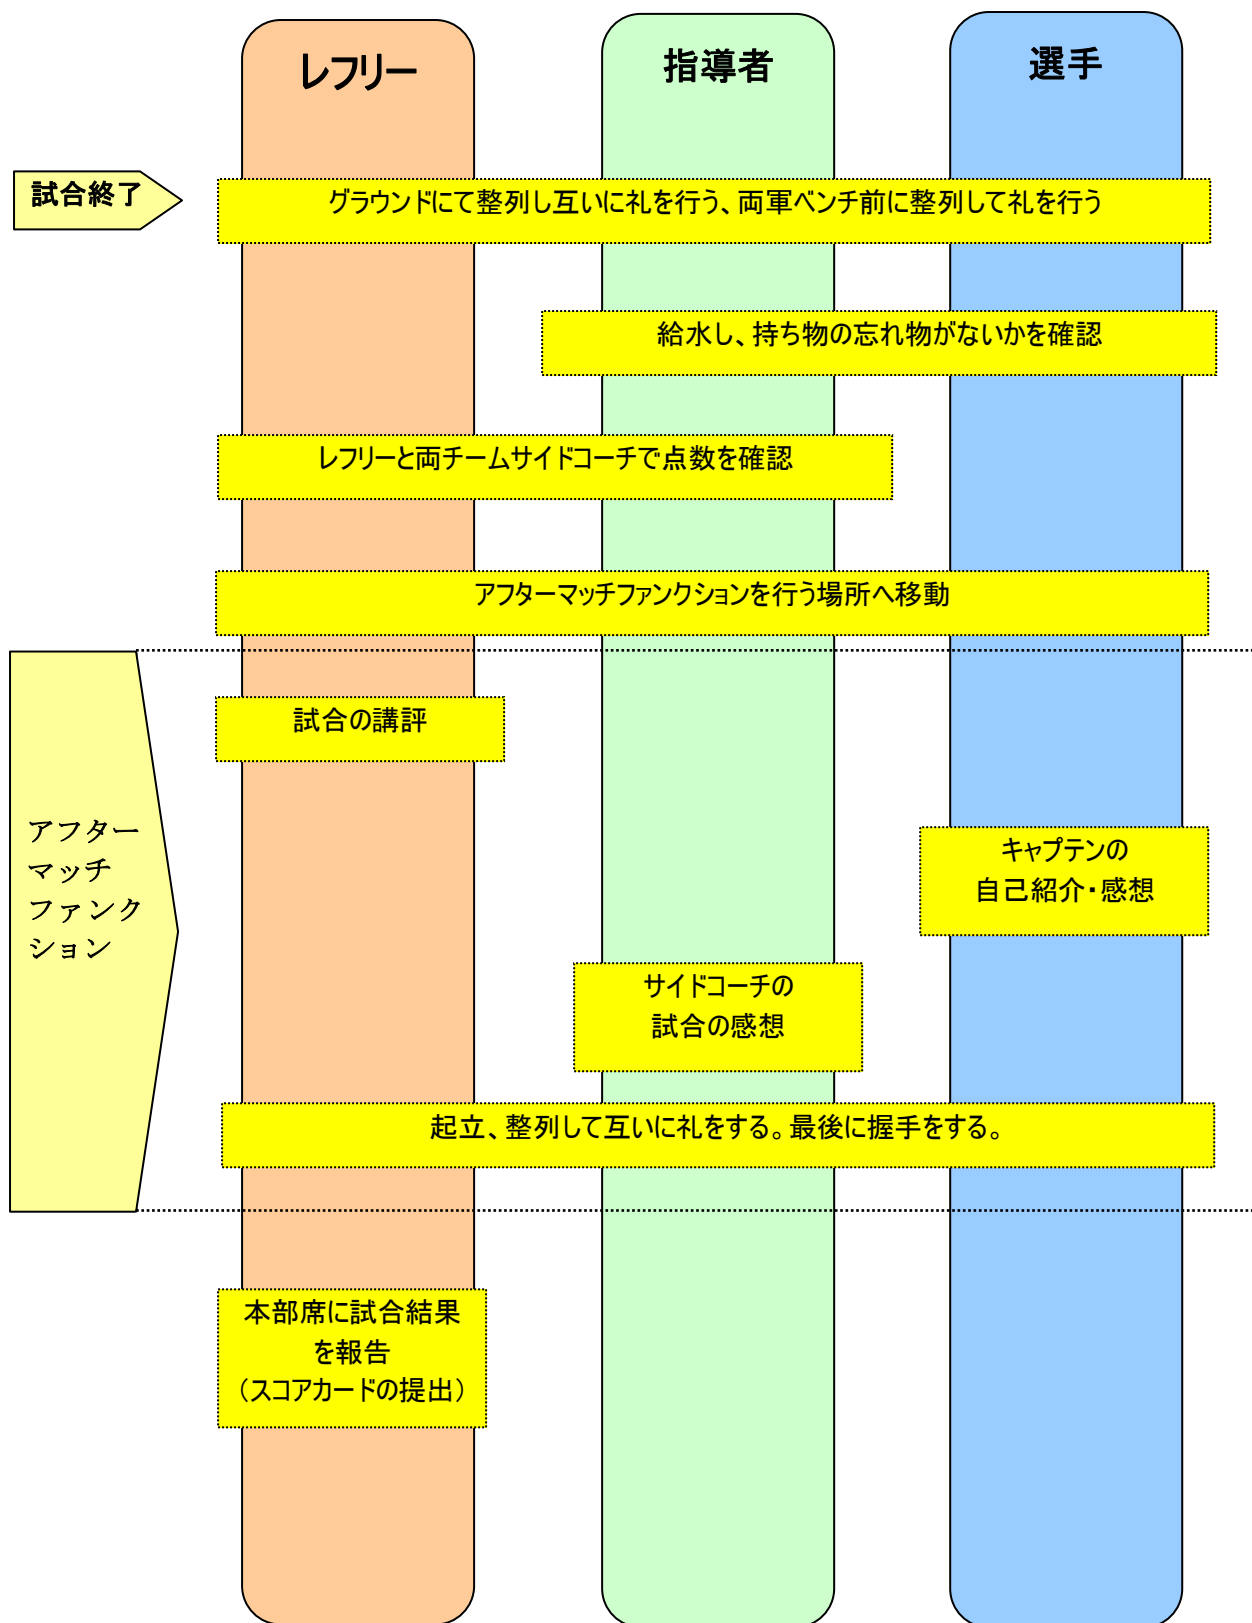 レフリー
指導者
選手
試合終了
グラウンドにて整列し互いに礼を行う、両軍ベンチ前に整列して礼を行う
給水し、持ち物の忘れ物がないかを確認
レフリーと両チームサイドコーチで点数を確認
アフターマッチファンクションを行う場所へ移動
アフター
マッチ
ファンク
ション
試合の講評
キャプテンの
自己紹介・感想
サイドコーチの
試合の感想
起立、整列して互いに礼をする。最後に握手をする。
本部席に試合結果
を報告
（スコアカードの提出）